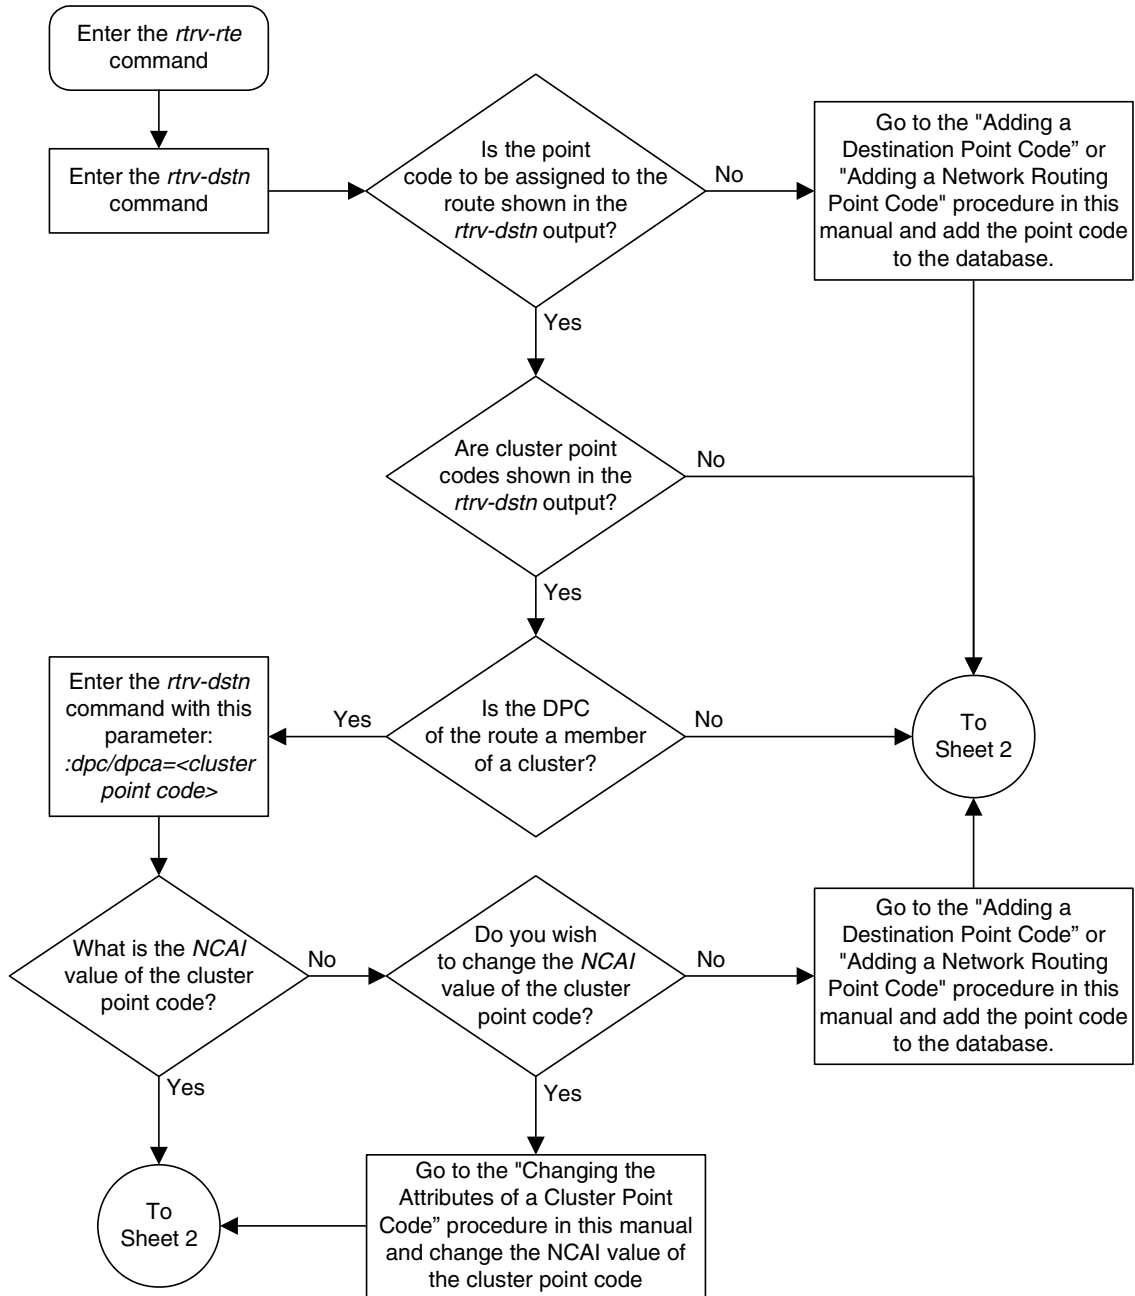 Enter the rtrv-rte
command
Enter the rtrv-dstn
command
Is the point
code to be assigned to the
route shown in the
rtrv-dstn output?
No
Go to the "Adding a
Destination Point Code” or
"Adding a Network Routing
Point Code" procedure in this
manual and add the point code
to the database.
Yes
Are cluster point
codes shown in the
rtrv-dstn output?
No
Yes
Is the DPC
of the route a member
of a cluster?
No
To
Sheet 2
Yes
Enter the rtrv-dstn
command with this
parameter:
:dpc/dpca=<cluster
point code>
What is the NCAI
value of the cluster
point code?
No
Do you wish
to change the NCAI
value of the cluster
point code?
No
Go to the "Adding a
Destination Point Code” or
"Adding a Network Routing
Point Code" procedure in this
manual and add the point code
to the database.
Yes
Yes
To
Sheet 2
Go to the "Changing the
Attributes of a Cluster Point
Code” procedure in this manual
and change the NCAI value of
the cluster point code